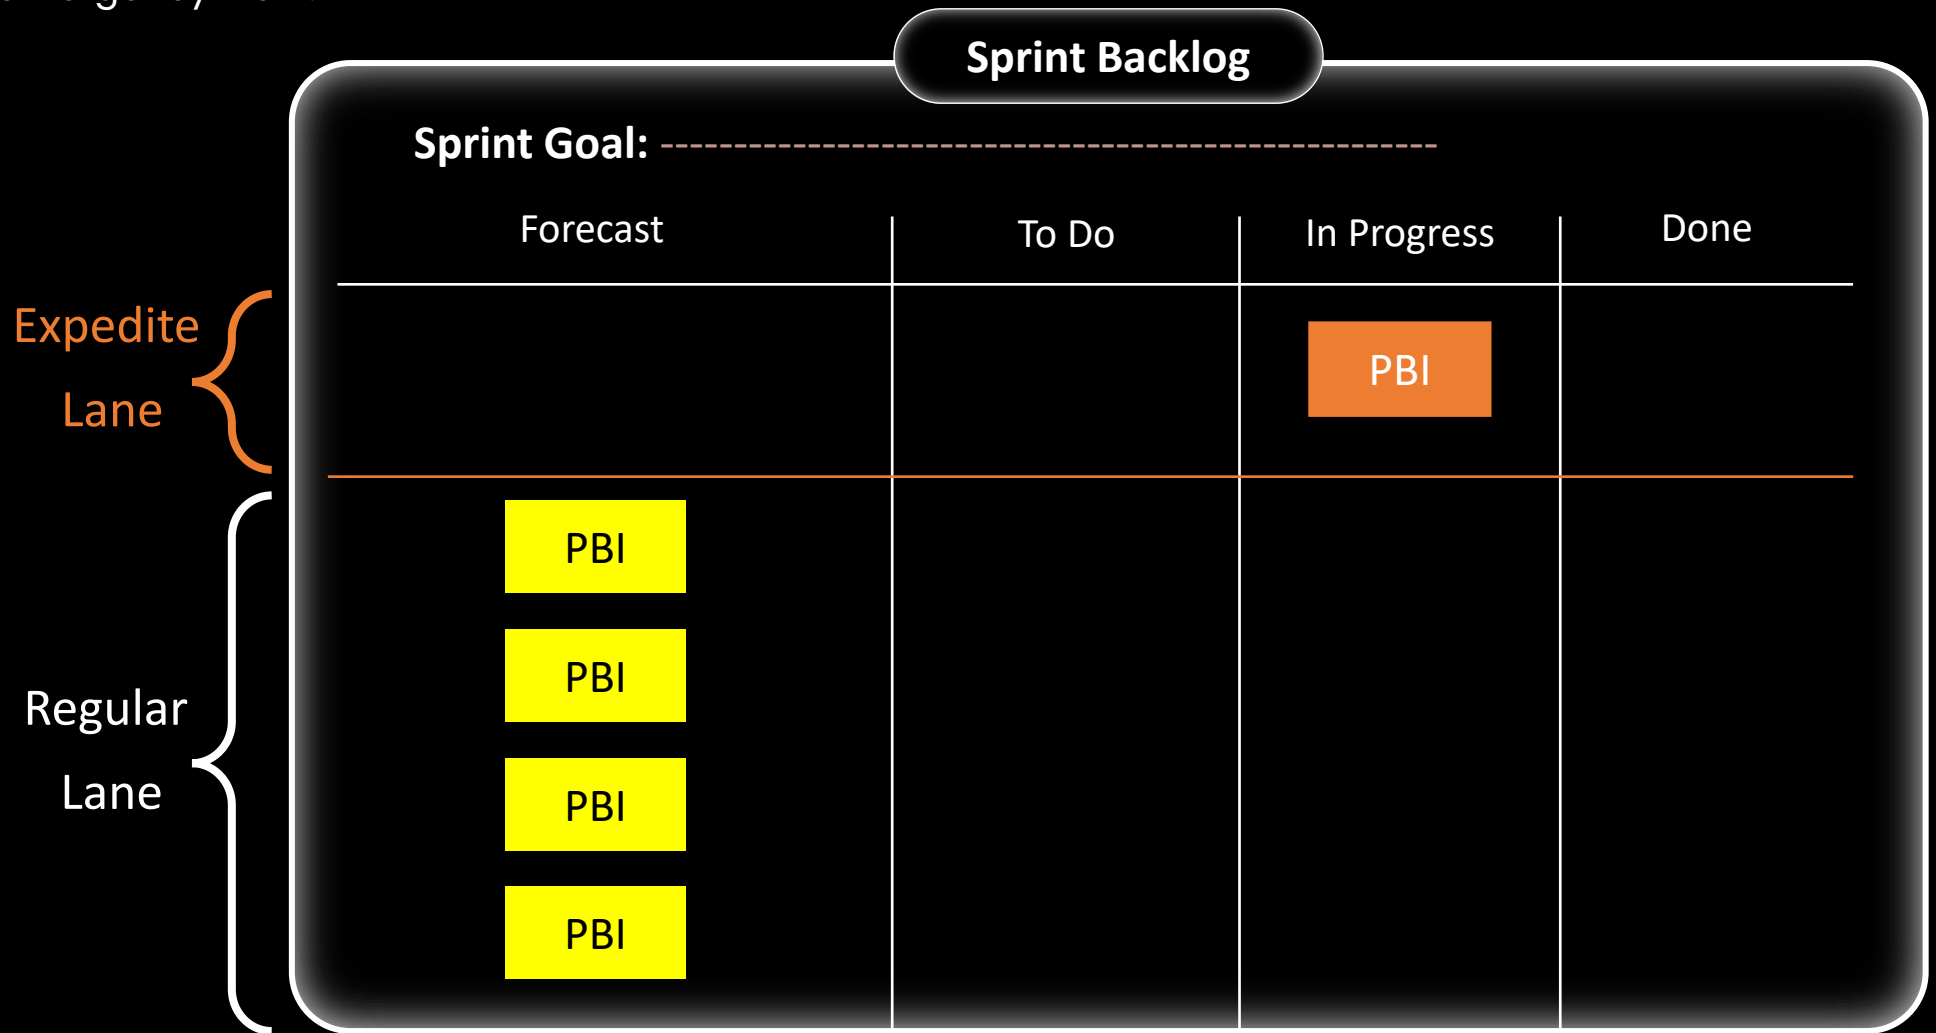 Sprint Backlog
Sprint Goal: -----------------------------------------------------
Forecast To Do In Progress Done
Expedite
Lane
PBI
PBI
PBI
Regular
Lane
PBI
PBI